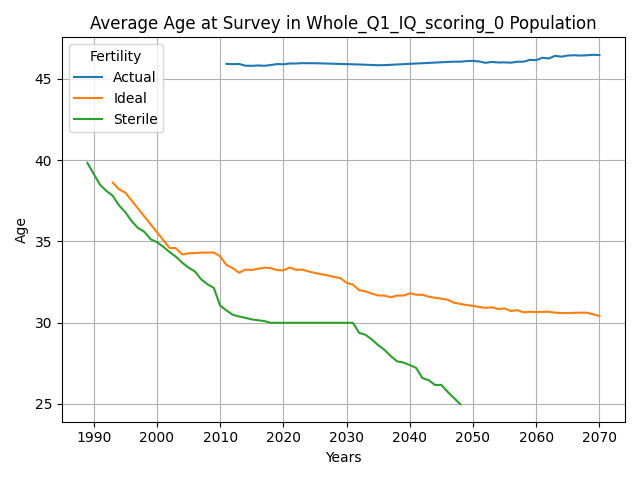 Average Age at Survey in Whole_Q1_IQ_scoring_0 Population
Fertility
Actual
Ideal
Sterile
45
40
35
30
25
Age
1990 2000 2010 2020 2030 2040 2050 2060 2070
Years